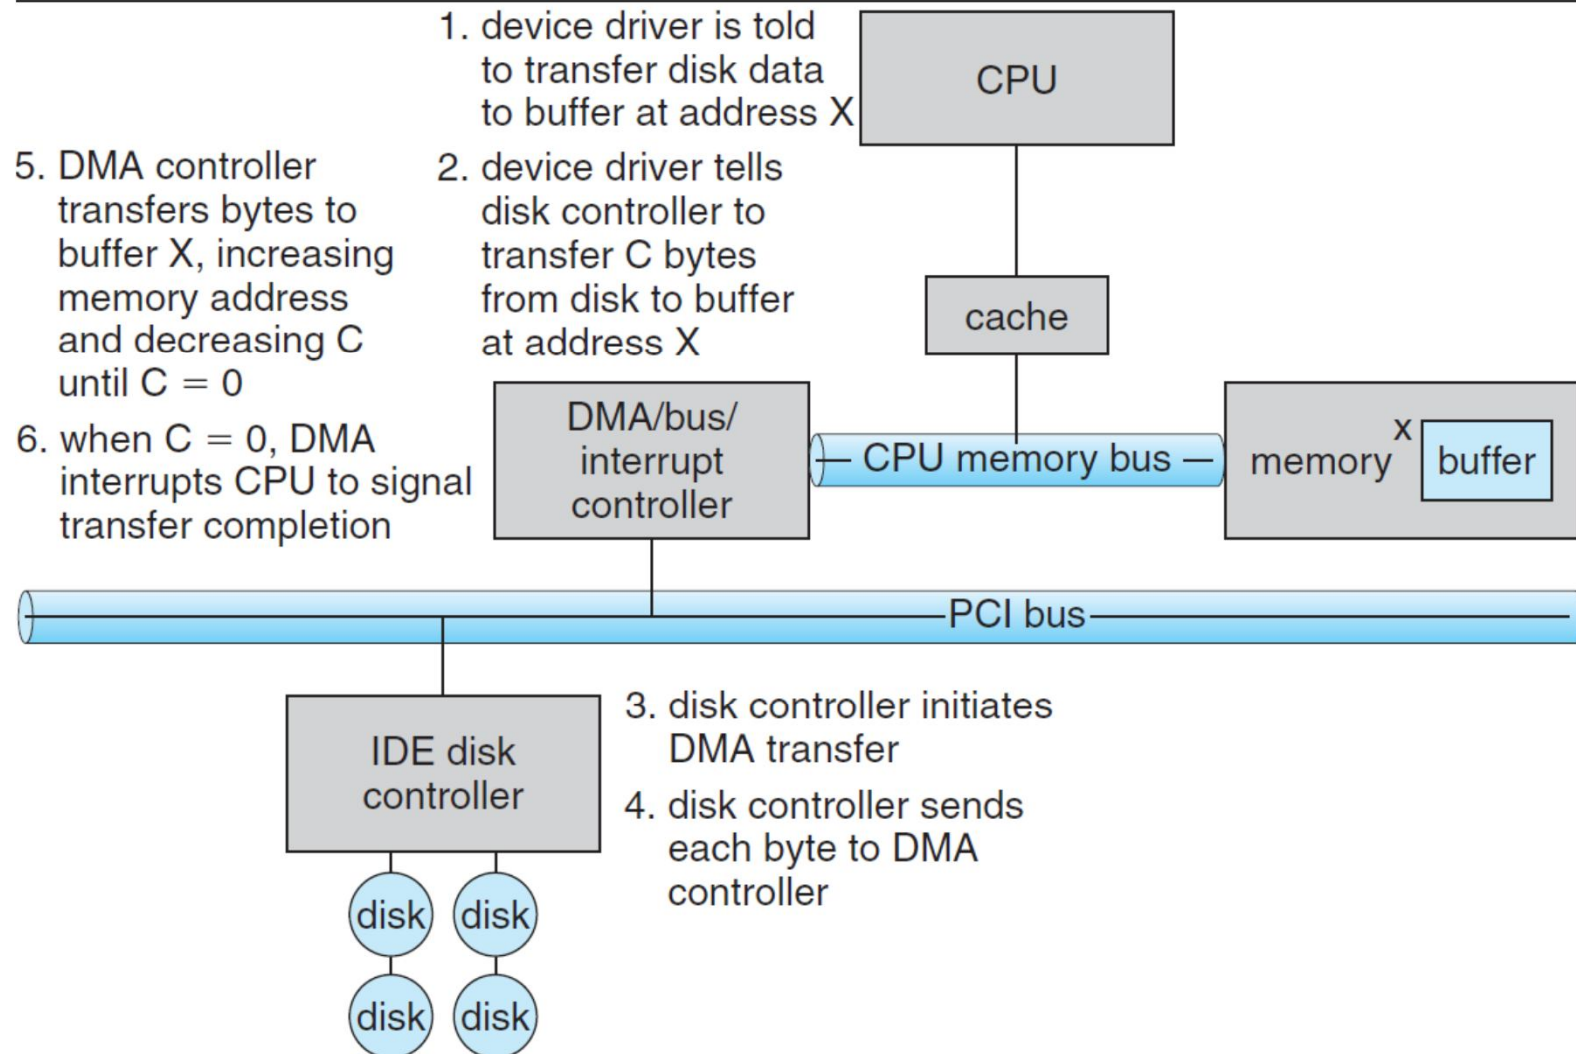 1. device driver is told
to transfer disk data
to buffer at address X
CPU
5. DMA controller
transfers bytes to
buffer X, increasing
memory address
and decreasing C
until C = 0
2. device driver tells
disk controller to
transfer C bytes
from disk to buffer
at address X
cache
6. when C = 0, DMA
interrupts CPU to signal
transfer completion
DMA/bus/
interrupt
controller
CPU memory bus
memory
x
buffer
PCI bus
IDE disk
controller
3. disk controller initiates
DMA transfer
4. disk controller sends
each byte to DMA
controller
disk
disk
disk
disk